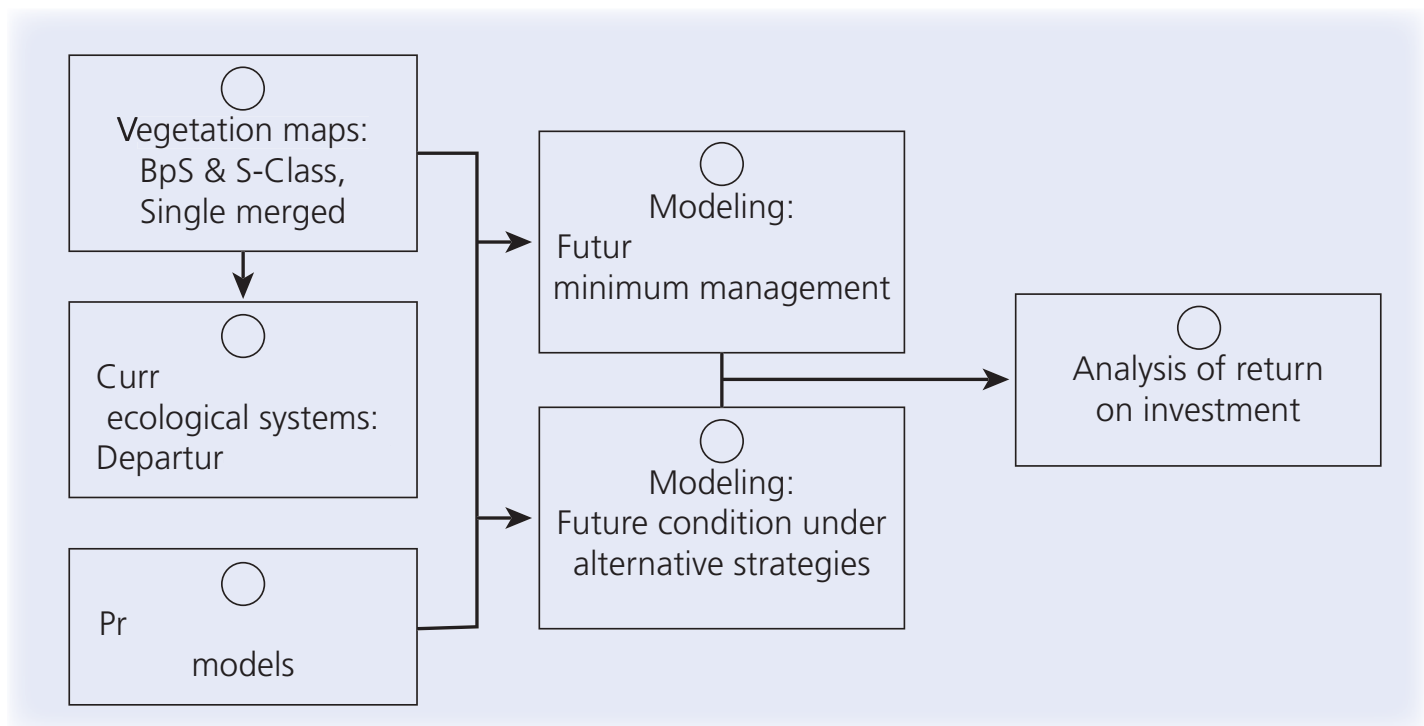 Vegetation maps:
BpS & S-Class,
Single merged
Curr
ecological systems:
Departur
Pr
models
Modeling:
Futur
minimum management
Modeling:
Future condition under
alternative strategies
Analysis of return
on investment